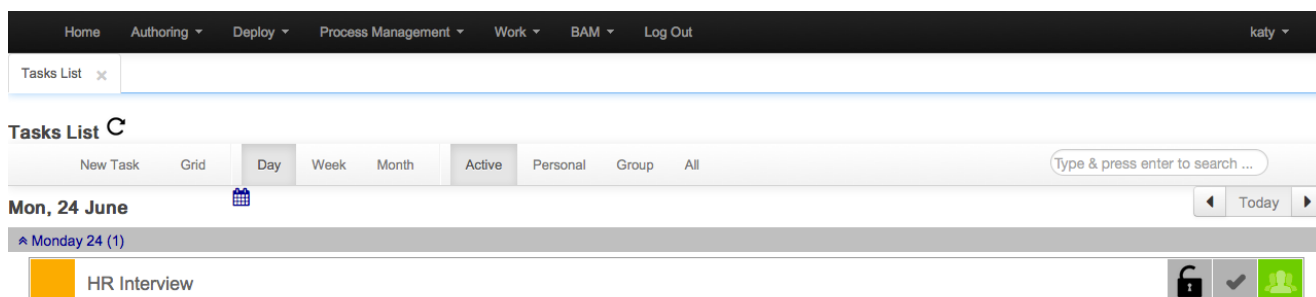 Home Authoring Deploy Process Management Work BAM Log Out katy
Tasks List
Tasks List
New Task Grid Day Week Month Active Personal Group All Type & press enter to search ...
Mon, 24 June Today
Monday 24 (1)
HR Interview